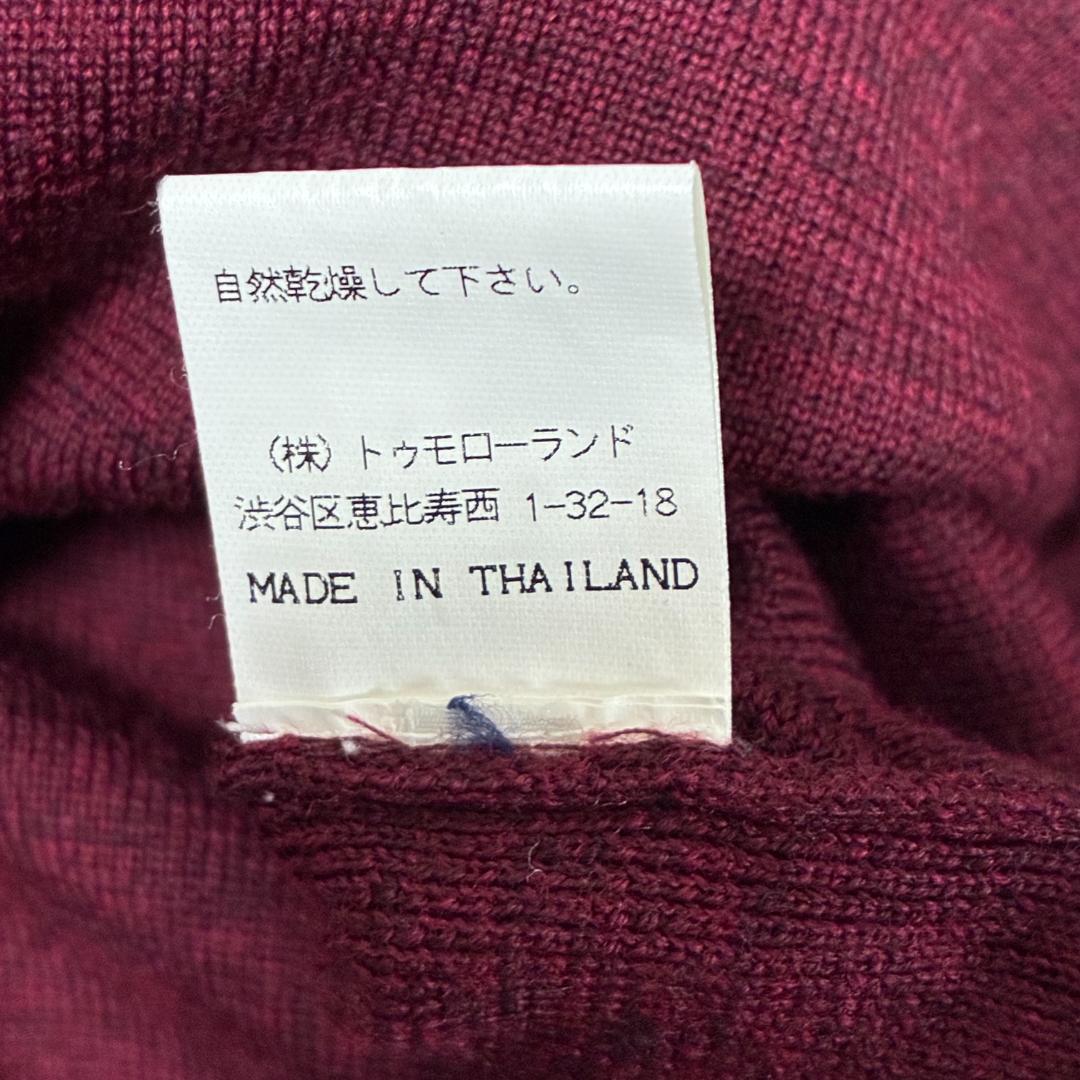 自然乾燥して下さい。
(株) トゥモローランド
渋谷区恵比寿西 1-32-18
MADE IN THAILAND